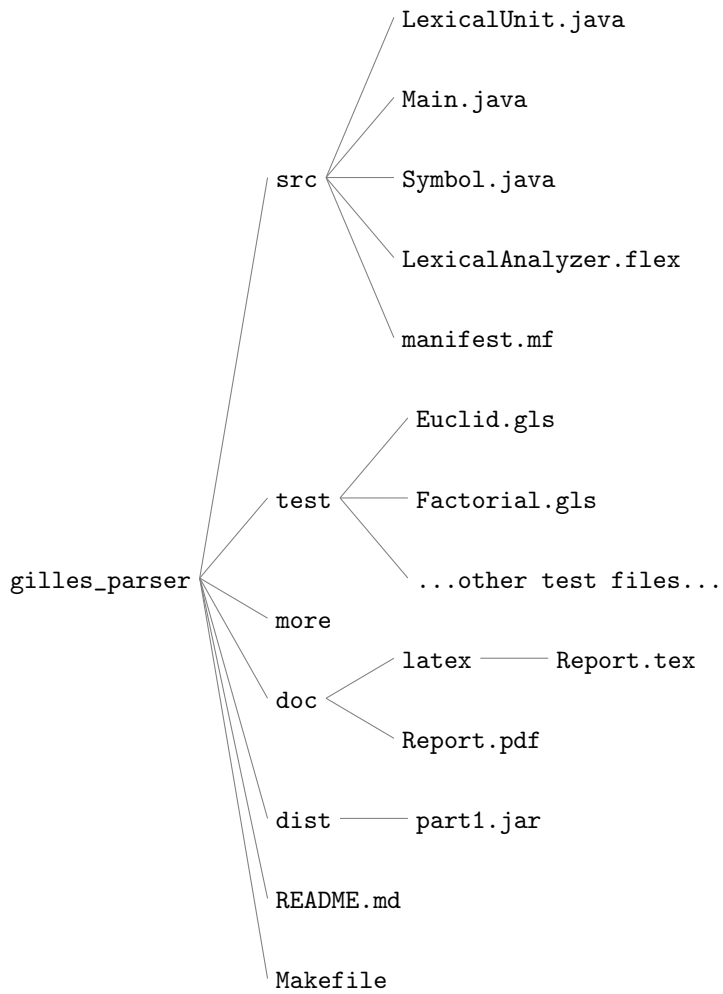 LexicalUnit.java
Main.java
src
Symbol.java
LexicalAnalyzer.flex
manifest.mf
Euclid.gls
test
Factorial.gls
gilles_parser
...other test files...
more
latex
Report.tex
doc
Report.pdf
dist
part1.jar
README.md
Makefile